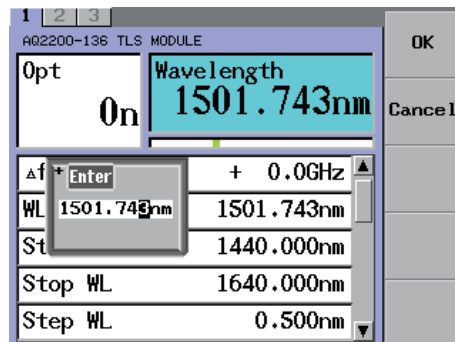 1 2 3
AQ2200-136 TLS MODULE
OK
Opt
On
Wavelength
1501.743nm
Cancel
Δf + 0.0GHz
Enter
1501.743nm
WL 1501.743nm
St 1440.000nm
Stop WL 1640.000nm
Step WL 0.500nm